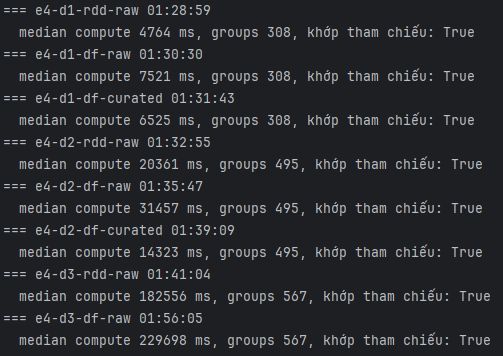 === e4-d1-rdd-raw 01:28:59
median compute 4764 ms, groups 308, khớp tham chiếu: True
=== e4-d1-df-raw 01:30:30
median compute 7521 ms, groups 308, khớp tham chiếu: True
=== e4-d1-df-curated 01:31:43
median compute 6525 ms, groups 308, khớp tham chiếu: True
=== e4-d2-rdd-raw 01:32:55
median compute 20361 ms, groups 495, khớp tham chiếu: True
=== e4-d2-df-raw 01:35:47
median compute 31457 ms, groups 495, khớp tham chiếu: True
=== e4-d2-df-curated 01:39:09
median compute 14323 ms, groups 495, khớp tham chiếu: True
=== e4-d3-rdd-raw 01:41:04
median compute 182556 ms, groups 567, khớp tham chiếu: True
=== e4-d3-df-raw 01:56:05
median compute 229698 ms, groups 567, khớp tham chiếu: True